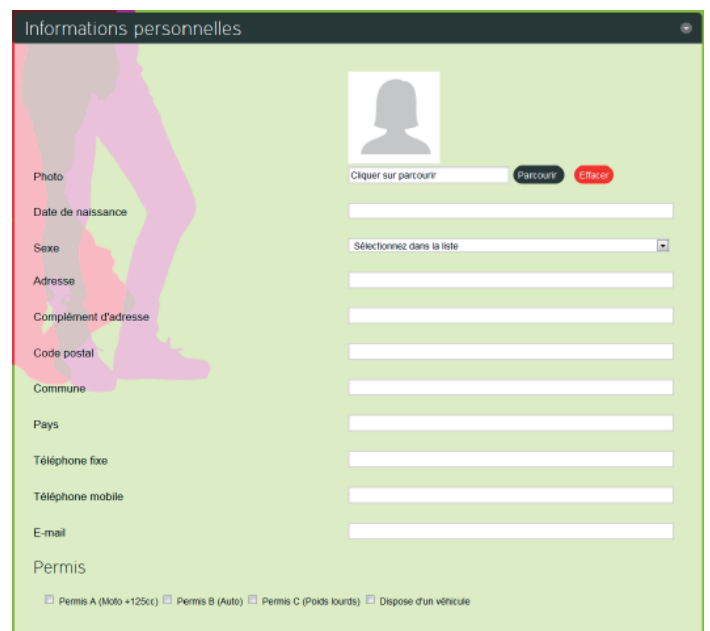 Informations personnelles
Photo Cliquer sur parcourir Parcourir Effacer
Date de naissance
Sexe Sélectionnez dans la liste
Adresse
Complément d'adresse
Code postal
Commune
Pays
Téléphone fixe
Téléphone mobile
E-mail
Permis
Permis A (Moto +125cc) Permis B (Auto) Permis C (Poids lourds) Dispose d'un véhicule